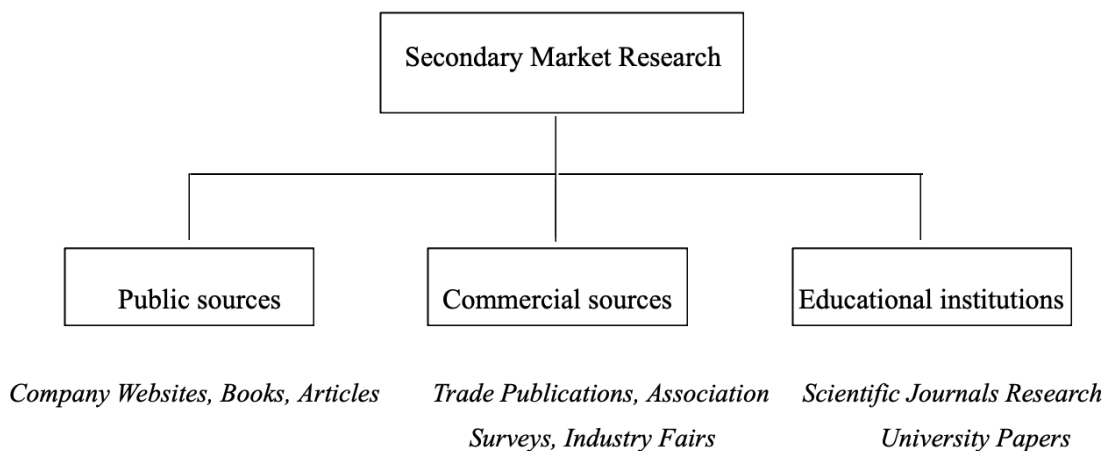 Secondary Market Research
Public sources
Commercial sources
Educational institutions
Company Websites, Books, Articles
Trade Publications, Association
Surveys, Industry Fairs
Scientific Journals Research
University Papers